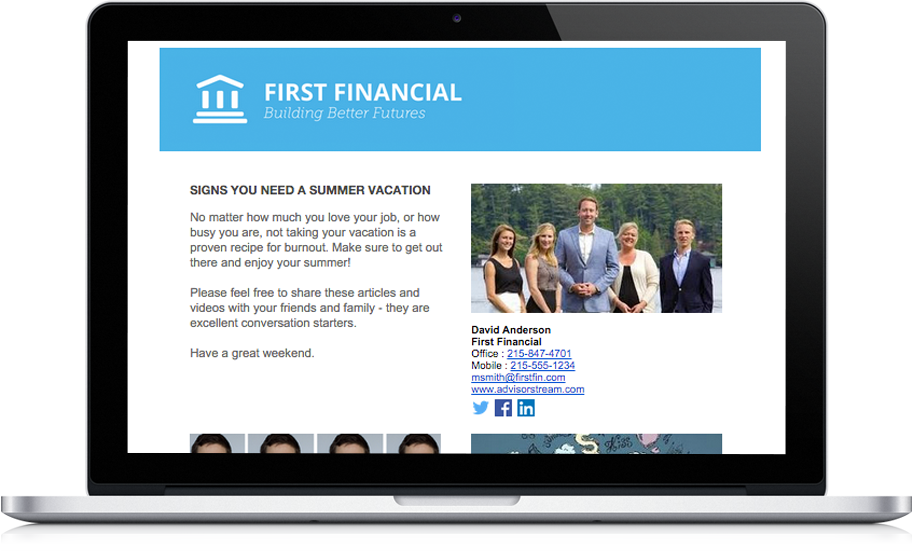 FIRST FINANCIAL
Building Better Futures
SIGNS YOU NEED A SUMMER VACATION
No matter how much you love your job, or how
busy you are, not taking your vacation is a
proven recipe for burnout. Make sure to get out
there and enjoy your summer!
Please feel free to share these articles and
videos with your friends and family - they are
excellent conversation starters.
Have a great weekend.
David Anderson
First Financial
Office : 215-847-4701
Mobile : 215-555-1234
msmith@firstfin.com
www.advisorstream.com